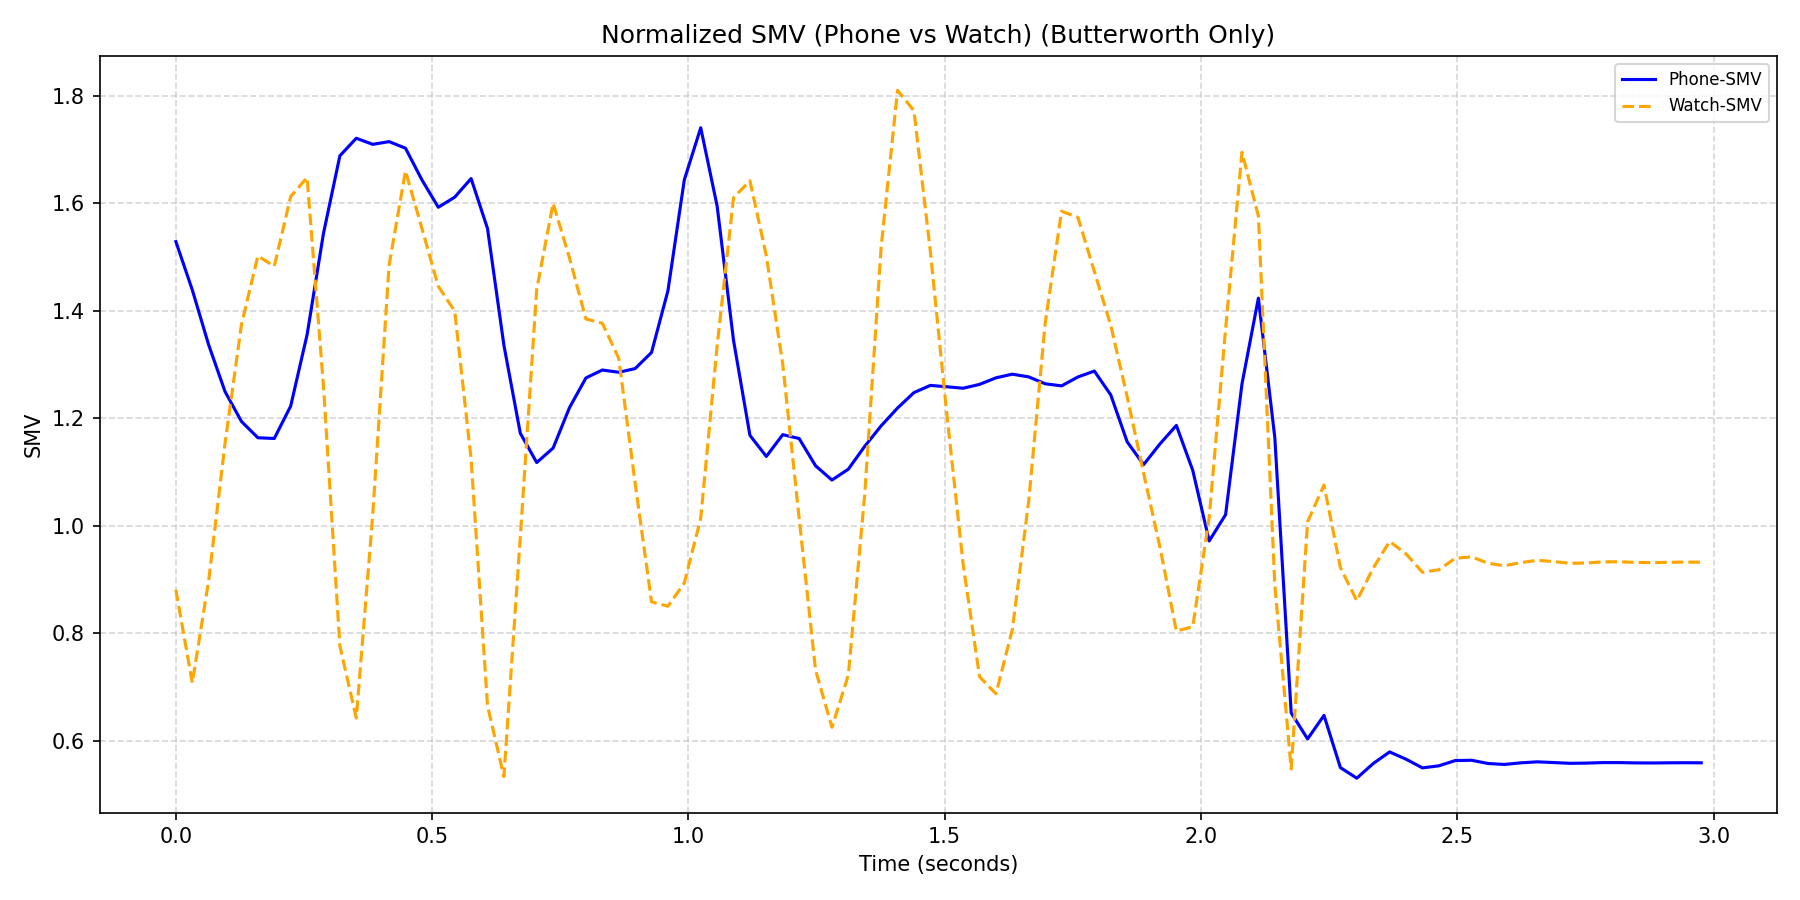 Normalized SMV (Phone vs Watch) (Butterworth Only)
Phone-SMV
Watch-SMV
SMV
1.8
1.6
1.4
1.2
1.0
0.8
0.6
0.0 0.5 1.0 1.5 2.0 2.5 3.0
Time (seconds)